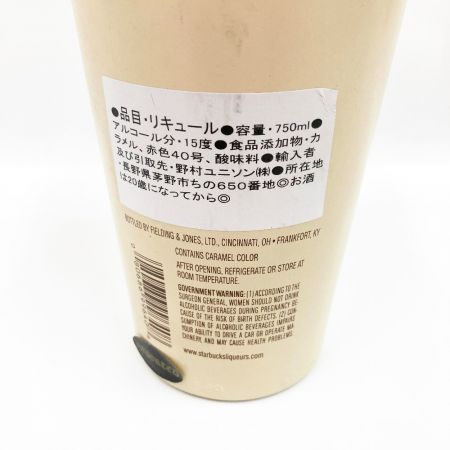 ●品目・リキュール●容量・750ml●
アルコール分・15度●食品添加物・カ
ラメル、赤色40号、酸味料●輸入者
及び引取先・野村ユニソン㈱●所在地
・長野県茅野市ちの650番地◎お酒
は20歳になってから◎
BOTTLED BY FIELDING & JONES, LTD., CINCINNATI, OH • FRANKFORT, KY
CONTAINS CARAMEL COLOR
AFTER OPENING, REFRIGERATE OR STORE AT
ROOM TEMPERATURE.
GOVERNMENT WARNING: (1) ACCORDING TO THE
SURGEON GENERAL, WOMEN SHOULD NOT DRINK
ALCOHOLIC BEVERAGES DURING PREGNANCY BE-
CAUSE OF THE RISK OF BIRTH DEFECTS. (2) CON-
SUMPTION OF ALCOHOLIC BEVERAGES IMPAIRS
YOUR ABILITY TO DRIVE A CAR OR OPERATE MA-
CHINERY, AND MAY CAUSE HEALTH PROBLEMS.
www.starbucksliqueurs.com